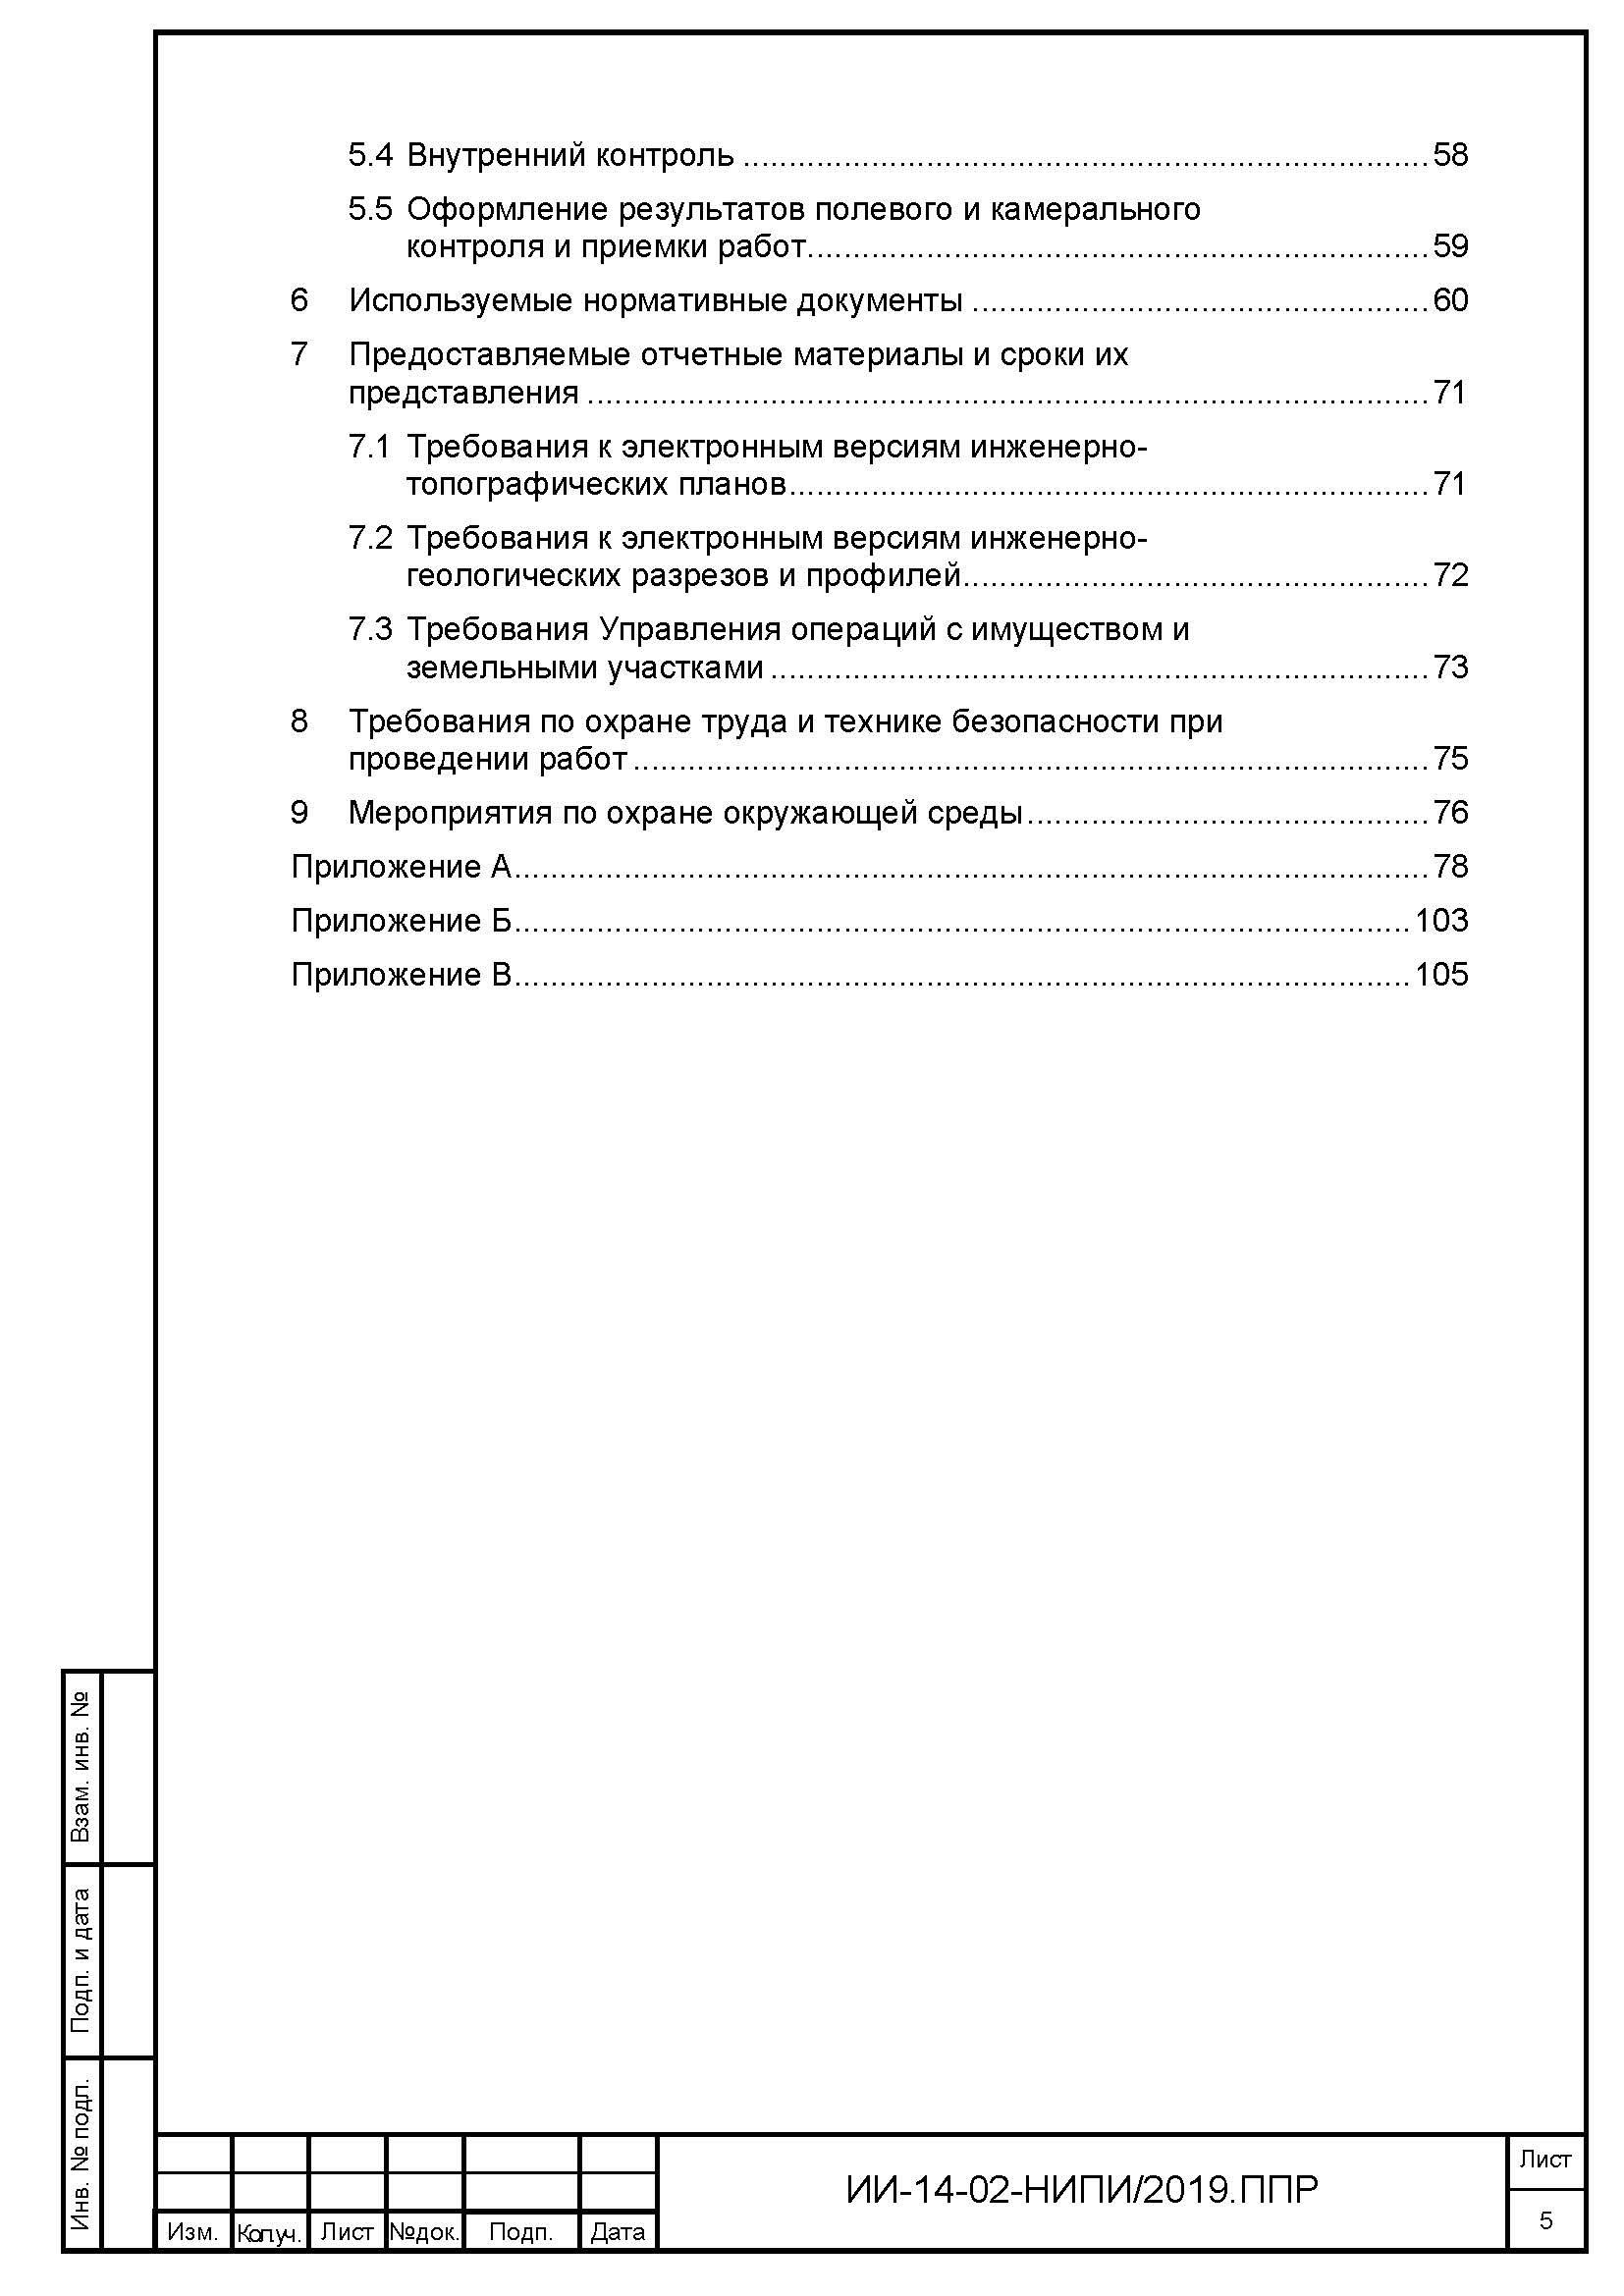 5.4 Внутренний контроль ........................................................................... 58
5.5 Оформление результатов полевого и камерального
контроля и приемки работ.................................................................... 59
6 Используемые нормативные документы .................................................. 60
7 Предоставляемые отчетные материалы и сроки их
представления ............................................................................................ 71
7.1 Требования к электронным версиям инженерно-
топографических планов...................................................................... 71
7.2 Требования к электронным версиям инженерно-
геологических разрезов и профилей................................................... 72
7.3 Требования Управления операций с имуществом и
земельными участками ........................................................................ 73
8 Требования по охране труда и технике безопасности при
проведении работ ....................................................................................... 75
9 Мероприятия по охране окружающей среды............................................ 76
Приложение А.................................................................................................... 78
Приложение Б.................................................................................................. 103
Приложение В.................................................................................................. 105
Взам. инв. №
Подп. и дата
Инв. № подл.
ИИ-14-02-НИПИ/2019.ППР
Лист
5
Изм. Кол.уч. Лист №док. Подп. Дата